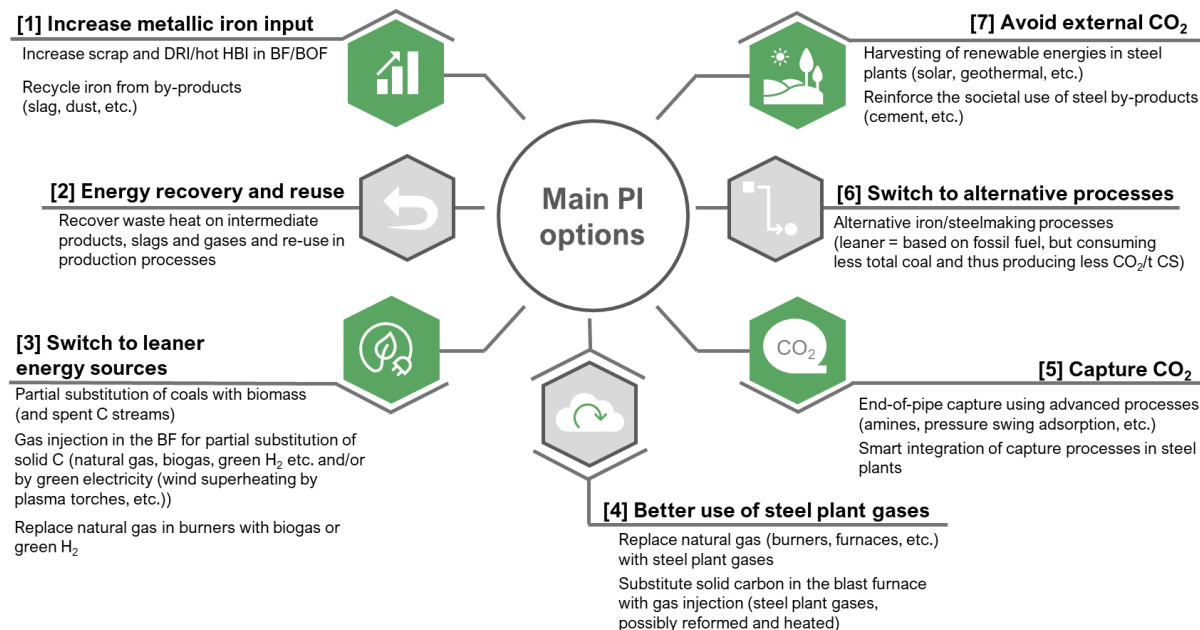 [1] Increase metallic iron input
Increase scrap and DRI/hot HBI in BF/BOF
Recycle iron from by-products
(slag, dust, etc.)
[2] Energy recovery and reuse
Recover waste heat on intermediate
products, slags and gases and re-use in
production processes
[3] Switch to leaner
energy sources
Partial substitution of coals with biomass
(and spent C streams)
Gas injection in the BF for partial substitution of
solid C (natural gas, biogas, green H₂ etc. and/or
by green electricity (wind superheating by
plasma torches, etc.))
Replace natural gas in burners with biogas or
green H₂
Main PI
options
[4] Better use of steel plant gases
Replace natural gas (burners, furnaces, etc.)
with steel plant gases
Substitute solid carbon in the blast furnace
with gas injection (steel plant gases,
possibly reformed and heated)
CO₂
[5] Capture CO₂
End-of-pipe capture using advanced processes
(amines, pressure swing adsorption, etc.)
Smart integration of capture processes in steel
plants
[6] Switch to alternative processes
Alternative iron/steelmaking processes
(leaner = based on fossil fuel, but consuming
less total coal and thus producing less CO₂/t CS)
[7] Avoid external CO₂
Harvesting of renewable energies in steel
plants (solar, geothermal, etc.)
Reinforce the societal use of steel by-products
(cement, etc.)